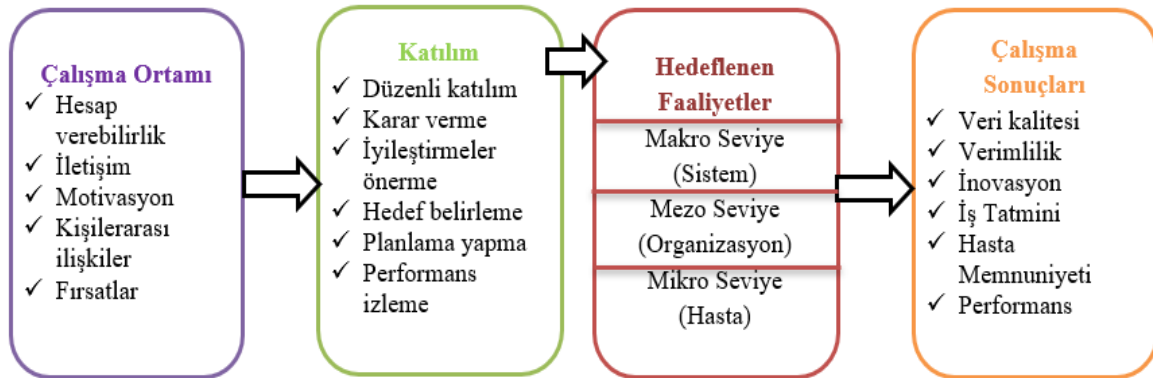 Çalışma Ortamı
✓ Hesap
verebilirlik
✓ İletişim
✓ Motivasyon
✓ Kişilerarası
ilişkiler
✓ Fırsatlar
Katılım
✓ Düzenli katılım
✓ Karar verme
✓ İyileştirmeler
önerme
✓ Hedef belirleme
✓ Planlama yapma
✓ Performans
izleme
Hedeflenen
Faaliyetler
Makro Seviye
(Sistem)
Mezo Seviye
(Organizasyon)
Mikro Seviye
(Hasta)
Çalışma
Sonuçları
✓ Veri kalitesi
✓ Verimlilik
✓ İnovasyon
✓ İş Tatmini
✓ Hasta
Memnuniyeti
✓ Performans